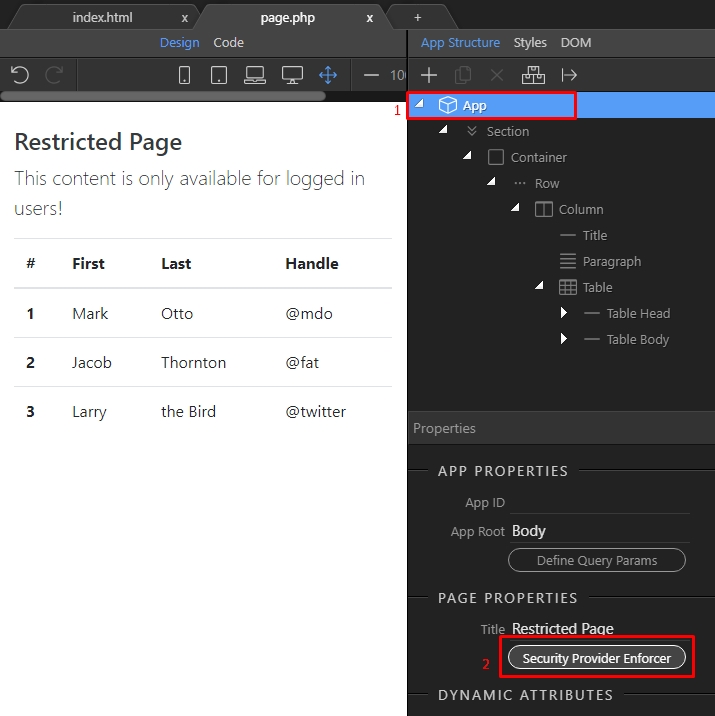 index.html x page.php x +
Design Code
App Structure Styles DOM
1 App
Section
Container
Row
Column
Title
Paragraph
Table
Table Head
Table Body
Restricted Page
This content is only available for logged in
users!
# First Last Handle
1 Mark Otto @mdo
2 Jacob Thornton @fat
3 Larry the Bird @twitter
Properties
APP PROPERTIES
App ID
App Root Body
Define Query Params
PAGE PROPERTIES
Title Restricted Page
2 Security Provider Enforcer
DYNAMIC ATTRIBUTES